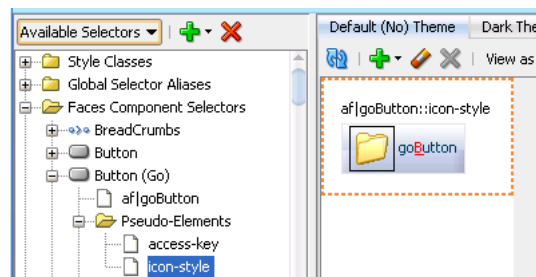 Available Selectors
Style Classes
Global Selector Aliases
Faces Component Selectors
BreadCrumbs
Button
Button (Go)
af|goButton
Pseudo-Elements
access-key
icon-style
Default (No) Theme
Dark The
View as
af|goButton::icon-style
goButton